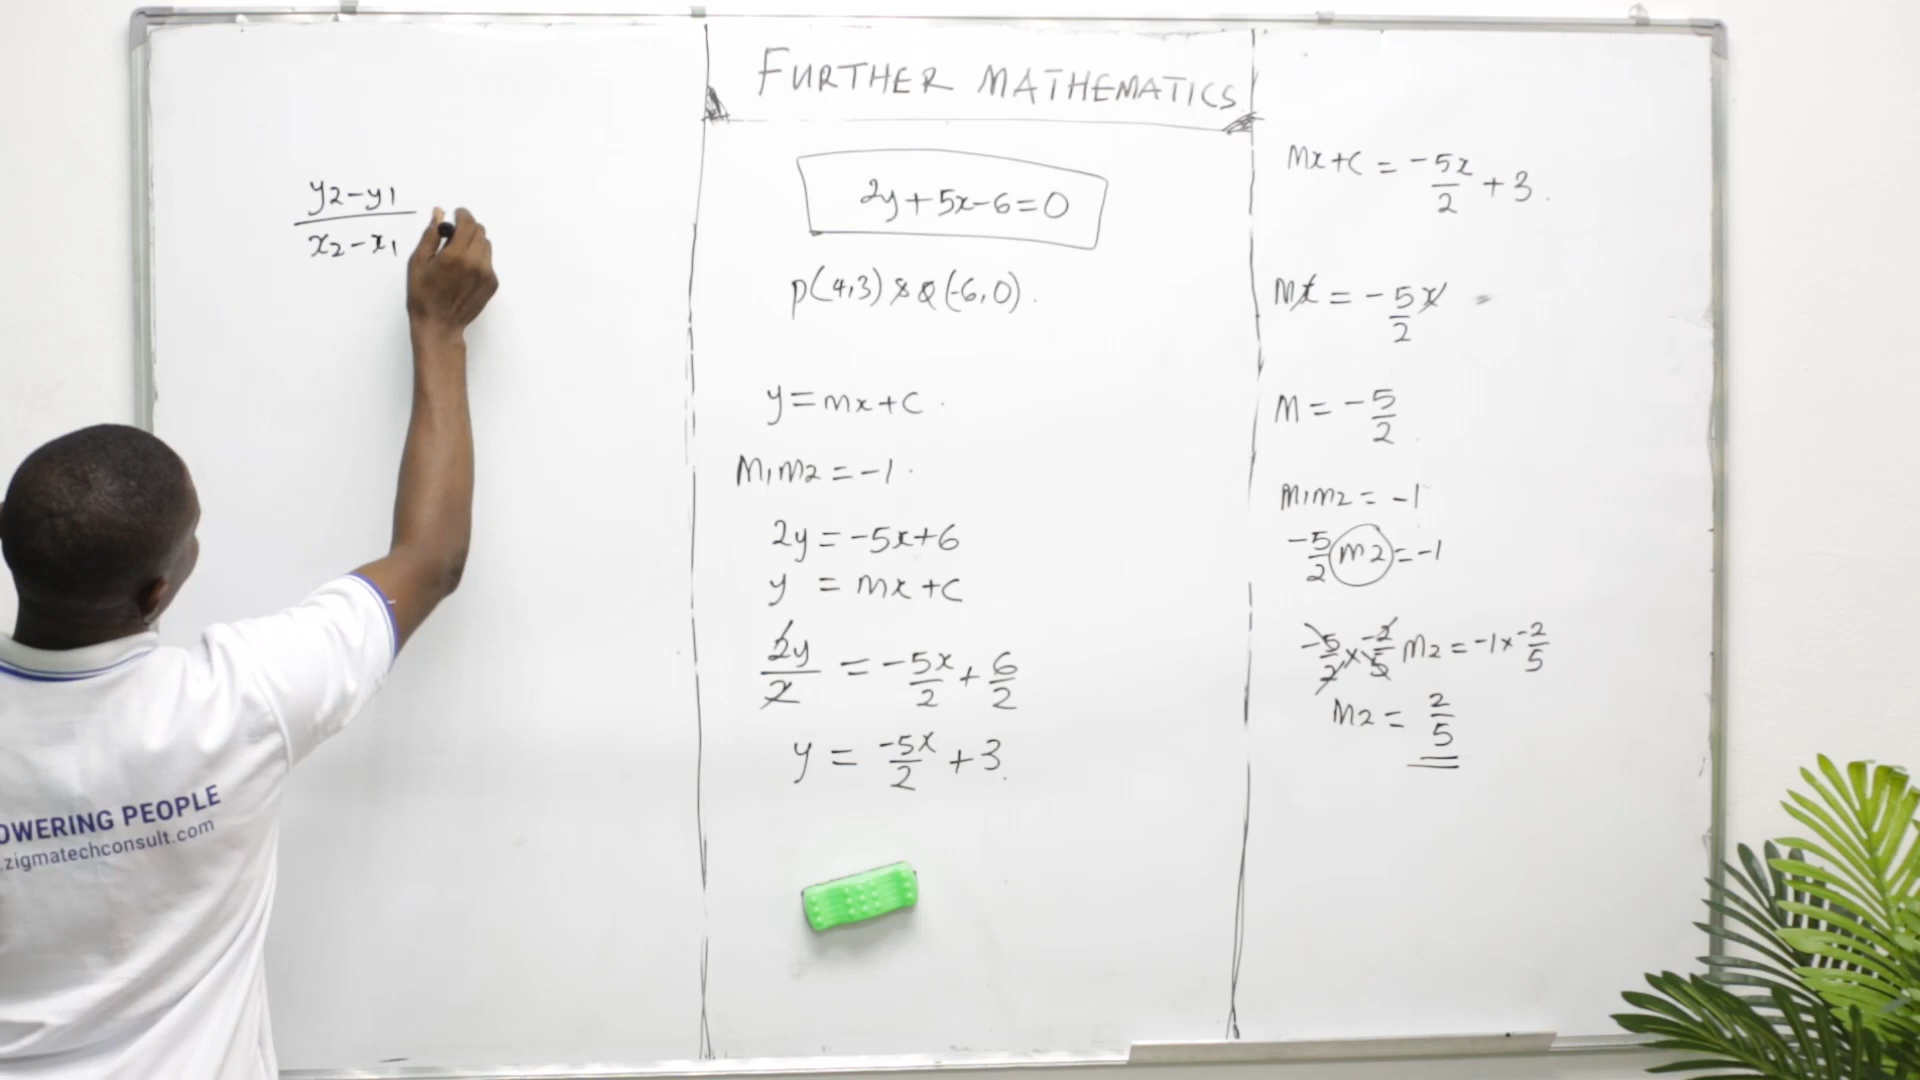 FURTHER MATHEMATICS
y2-y1
x2-x1
2y+5x-6=0
p(4,3) & Q(-6,0).
y=mx+c.
M1M2=-1.
2y=-5x+6
y = mx+c
2y/2 = -5x/2 + 6/2
y = -5x/2 + 3.
Mx+C = -5x/2 + 3.
Mx = -5/2 x =
M = -5/2
M1M2 = -1
-5/2 M2 = -1
-5/2 x -2/5 M2 = -1 x -2/5
M2 = 2/5
OWERING PEOPLE
.zigmatechconsult.com